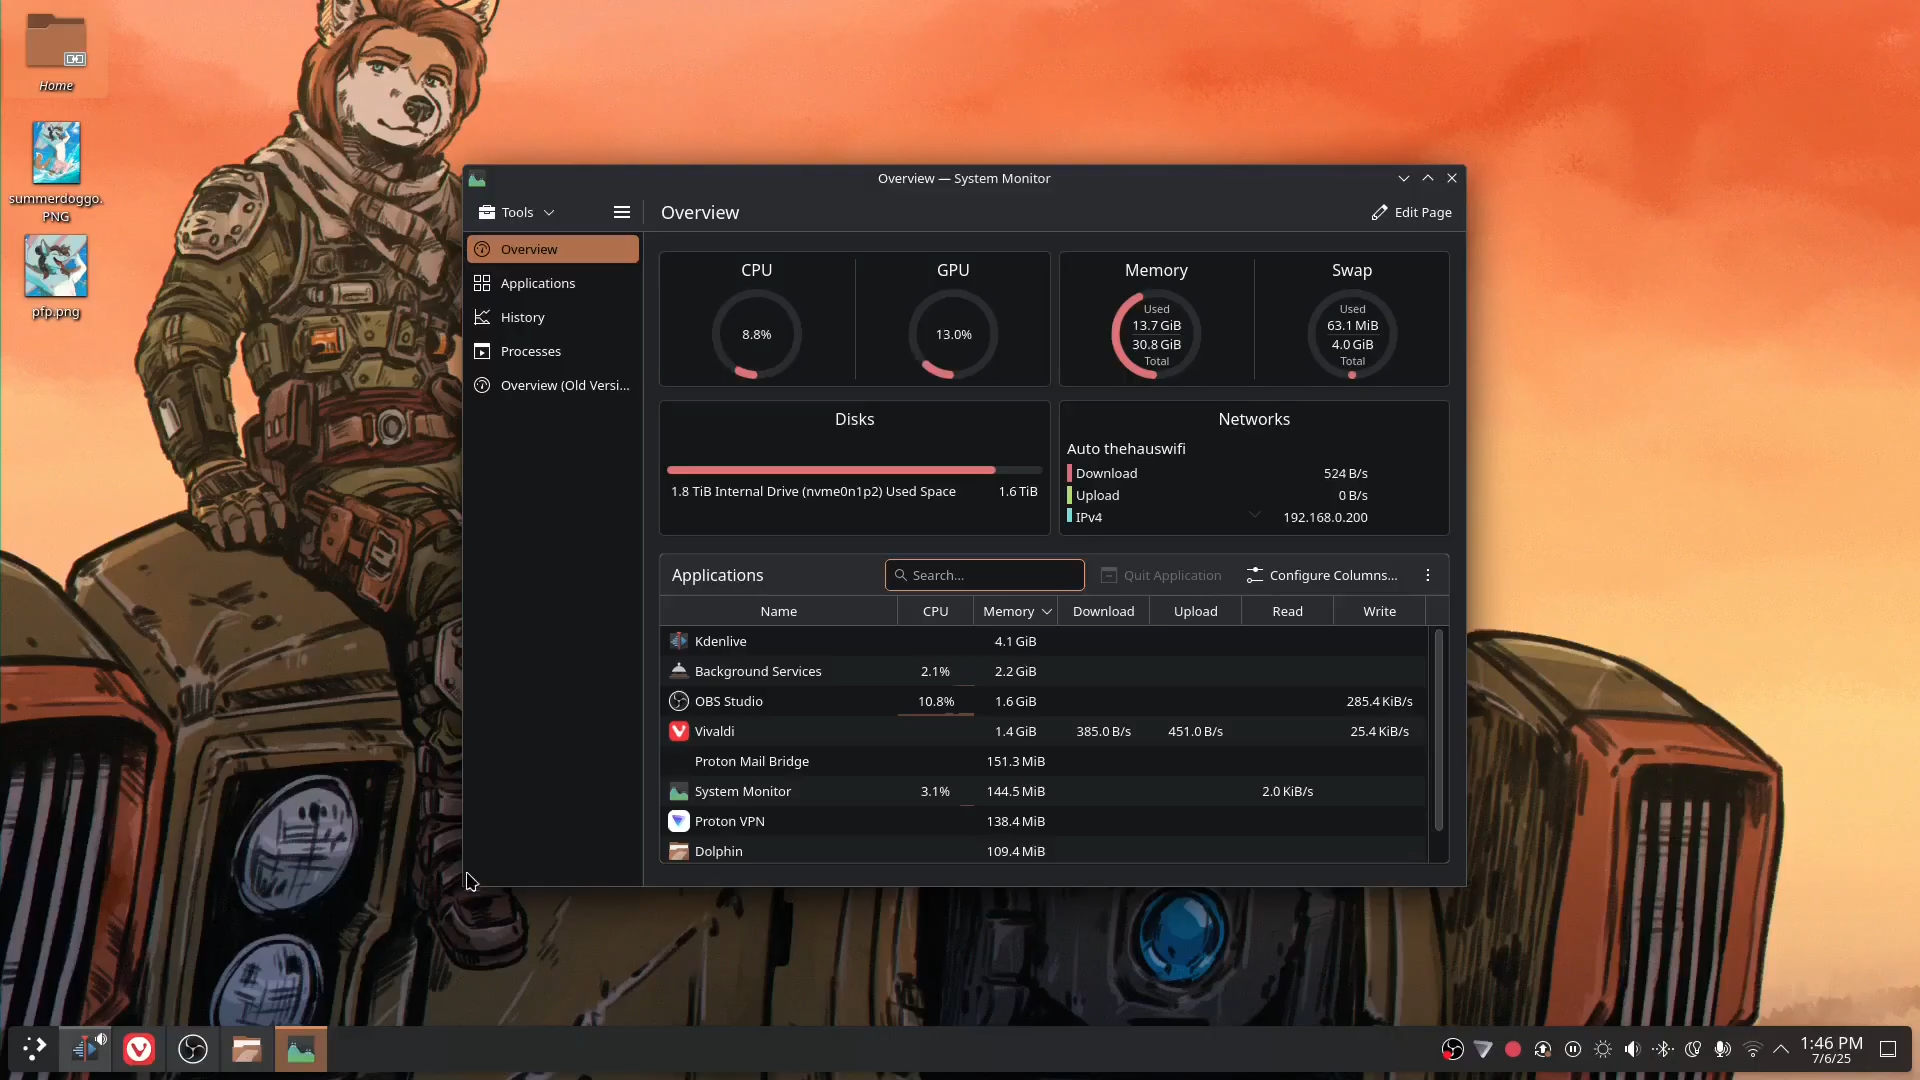 Home
summerdoggo.
PNG
pfp.png
Overview — System Monitor
Tools
Overview
Edit Page
Overview
Applications
History
Processes
Overview (Old Versi...
CPU
8.8%
GPU
13.0%
Memory
Used
13.7 GiB
30.8 GiB
Total
Swap
Used
63.1 MiB
4.0 GiB
Total
Disks
1.8 TiB Internal Drive (nvme0n1p2) Used Space 1.6 TiB
Networks
Auto thehauswifi
Download 524 B/s
Upload 0 B/s
IPv4 192.168.0.200
Applications Search... Quit Application Configure Columns...
Name CPU Memory Download Upload Read Write
Kdenlive 4.1 GiB
Background Services 2.1% 2.2 GiB
OBS Studio 10.8% 1.6 GiB 285.4 KiB/s
Vivaldi 1.4 GiB 385.0 B/s 451.0 B/s 25.4 KiB/s
Proton Mail Bridge 151.3 MiB
System Monitor 3.1% 144.5 MiB 2.0 KiB/s
Proton VPN 138.4 MiB
Dolphin 109.4 MiB
1:46 PM
7/6/25